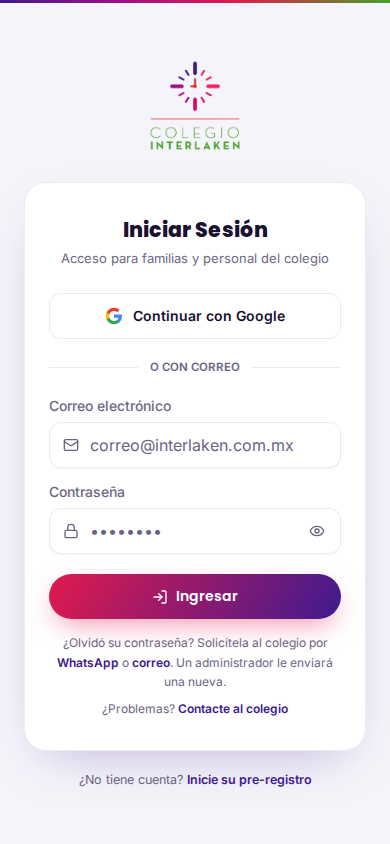 COLEGIO
INTERLAKEN
Iniciar Sesión
Acceso para familias y personal del colegio
Continuar con Google
O CON CORREO
Correo electrónico
correo@interlaken.com.mx
Contraseña
••••••••
Ingresar
¿Olvidó su contraseña? Solicítela al colegio por
WhatsApp o correo. Un administrador le enviará
una nueva.
¿Problemas? Contacte al colegio
¿No tiene cuenta? Inicie su pre-registro